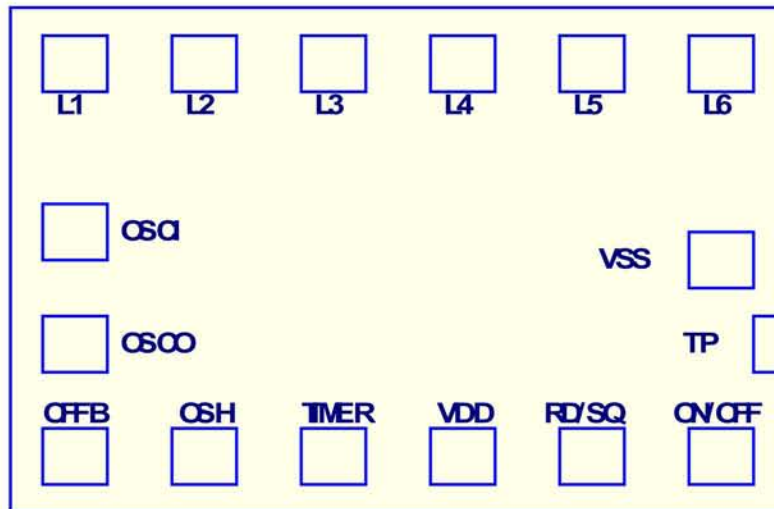 L1 L2 L3 L4 L5 L6
OSCI
VSS
OSCO TP
OFFB OSH TIMER VDD RD/SQ ON/OFF